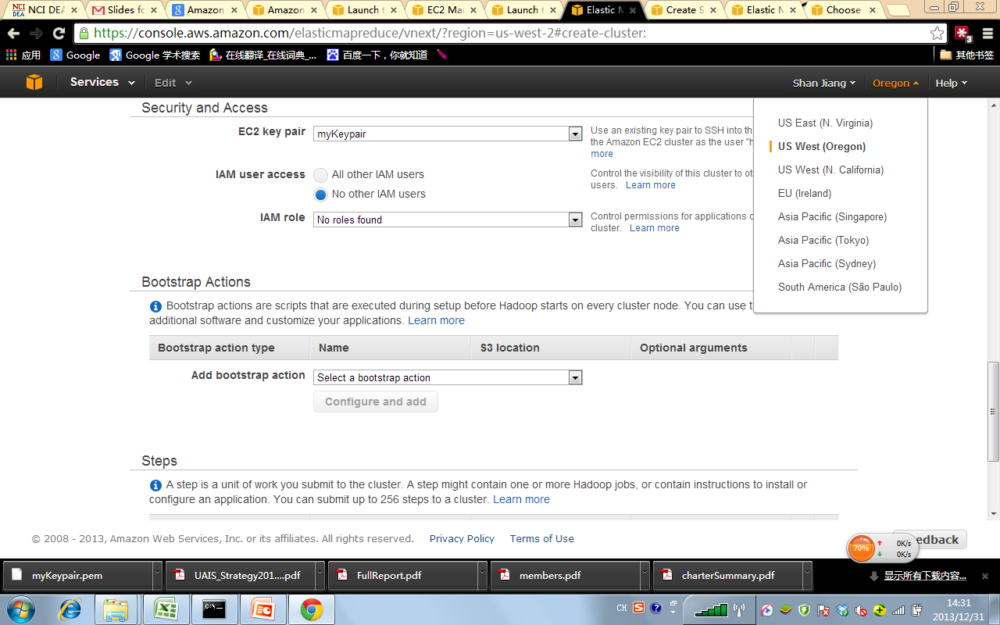 NCI DEA
Slides fo
Amazon
Amazon
Launch t
EC2 Ma
Launch t
Elastic M
Create S
Elastic M
Choose
https://console.aws.amazon.com/elasticmapreduce/vnext/?region=us-west-2#create-cluster:
3
应用
Google
Google 学术搜索
在线翻译_在线词典_...
百度一下，你就知道
其他书签
Services
Edit
Shan Jiang
Oregon
Help
US East (N. Virginia)
US West (Oregon)
US West (N. California)
EU (Ireland)
Asia Pacific (Singapore)
Asia Pacific (Tokyo)
Asia Pacific (Sydney)
South America (São Paulo)
Security and Access
EC2 key pair
myKeypair
Use an existing key pair to SSH into th
the Amazon EC2 cluster as the user "h
more
IAM user access
All other IAM users
No other IAM users
Control the visibility of this cluster to ot
users. Learn more
IAM role
No roles found
Control permissions for applications o
cluster. Learn more
Bootstrap Actions
Bootstrap actions are scripts that are executed during setup before Hadoop starts on every cluster node. You can use t
additional software and customize your applications. Learn more
Bootstrap action type
Name
S3 location
Optional arguments
Add bootstrap action
Select a bootstrap action
Configure and add
Steps
A step is a unit of work you submit to the cluster. A step might contain one or more Hadoop jobs, or contain instructions to install or
configure an application. You can submit up to 256 steps to a cluster. Learn more
© 2008 - 2013, Amazon Web Services, Inc. or its affiliates. All rights reserved.
Privacy Policy
Terms of Use
edback
70%
0K/s
0K/s
myKeypair.pem
UAIS_Strategy201....pdf
FullReport.pdf
members.pdf
charterSummary.pdf
显示所有下载内容...
CH
14:31
2013/12/31